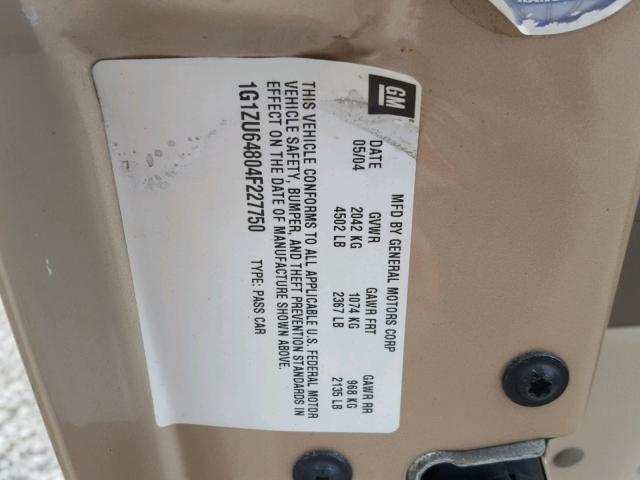 GM
MFD BY GENERAL MOTORS CORP
DATE GVWR GAWR FRT GAWR RR
05/04 2042 KG 1074 KG 968 KG
4502 LB 2367 LB 2135 LB
THIS VEHICLE CONFORMS TO ALL APPLICABLE U.S. FEDERAL MOTOR
VEHICLE SAFETY, BUMPER, AND THEFT PREVENTION STANDARDS IN
EFFECT ON THE DATE OF MANUFACTURE SHOWN ABOVE.
1G1ZU64804F227750 TYPE: PASS CAR